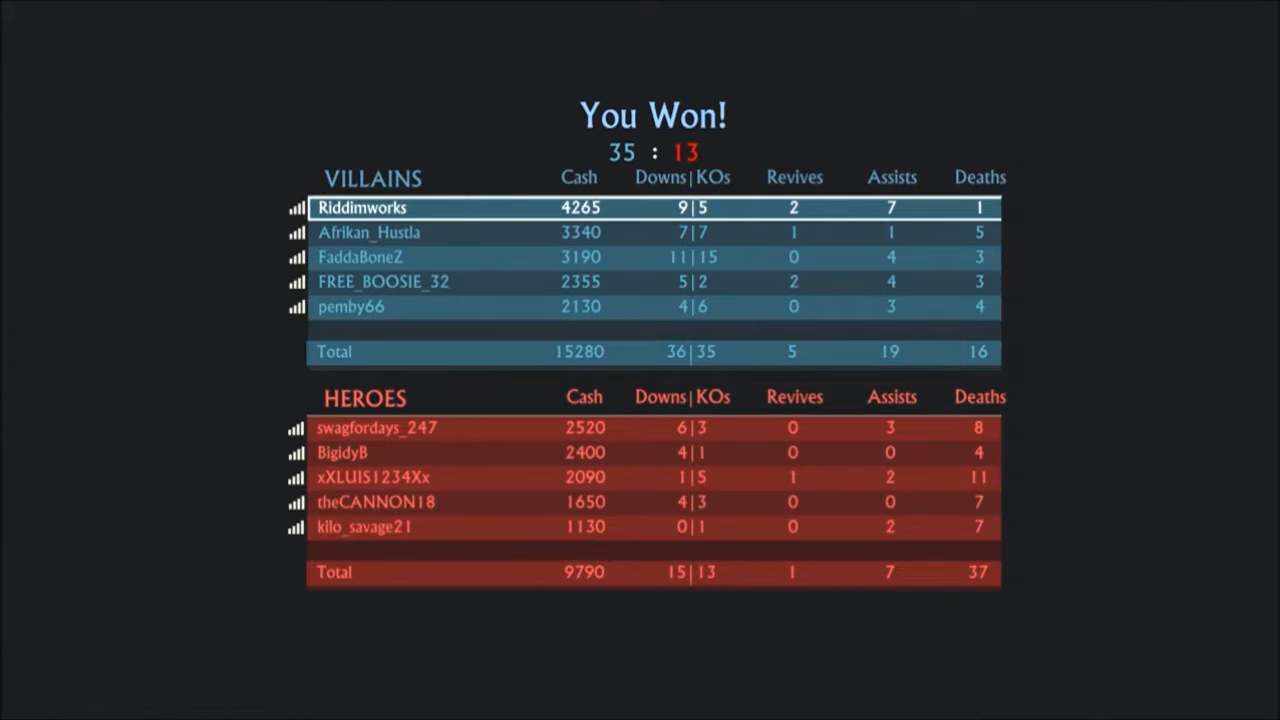 You Won!
35 : 13
VILLAINS Cash Downs|KOs Revives Assists Deaths
Riddimworks 4265 9|5 2 7 1
Afrikan_Hustla 3340 7|7 1 1 5
FaddaBoneZ 3190 11|15 0 4 3
FREE_BOOSIE_32 2355 5|2 2 4 3
pemby66 2130 4|6 0 3 4
Total 15280 36|35 5 19 16
HEROES Cash Downs|KOs Revives Assists Deaths
swagfordays_247 2520 6|3 0 3 8
BigidyB 2400 4|1 0 0 4
xXLUIS1234Xx 2090 1|5 1 2 11
theCANNON18 1650 4|3 0 0 7
kilo_savage21 1130 0|1 0 2 7
Total 9790 15|13 1 7 37